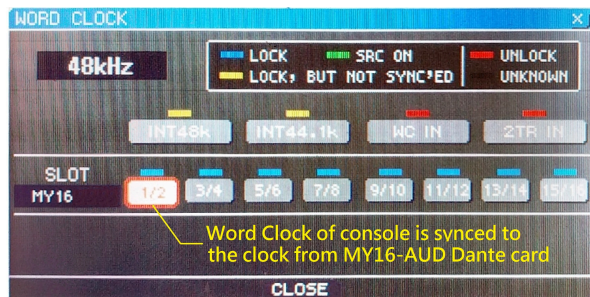 WORD CLOCK
48kHz
LOCK SRC ON UNLOCK
LOCK, BUT NOT SYNC'ED UNKNOWN
INT48k INT44.1k WC IN 2TR IN
SLOT
MY16
1/2 3/4 5/6 7/8 9/10 11/12 13/14 15/16
Word Clock of console is synced to
the clock from MY16-AUD Dante card
CLOSE